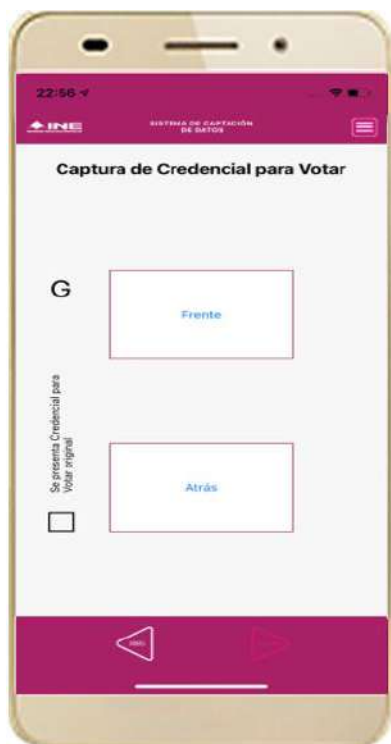 22:56
INE
SISTEMA DE CAPTACIÓN
DE DATOS
Captura de Credencial para Votar
G
Frente
Se presenta Credencial para
Votar original
Atrás